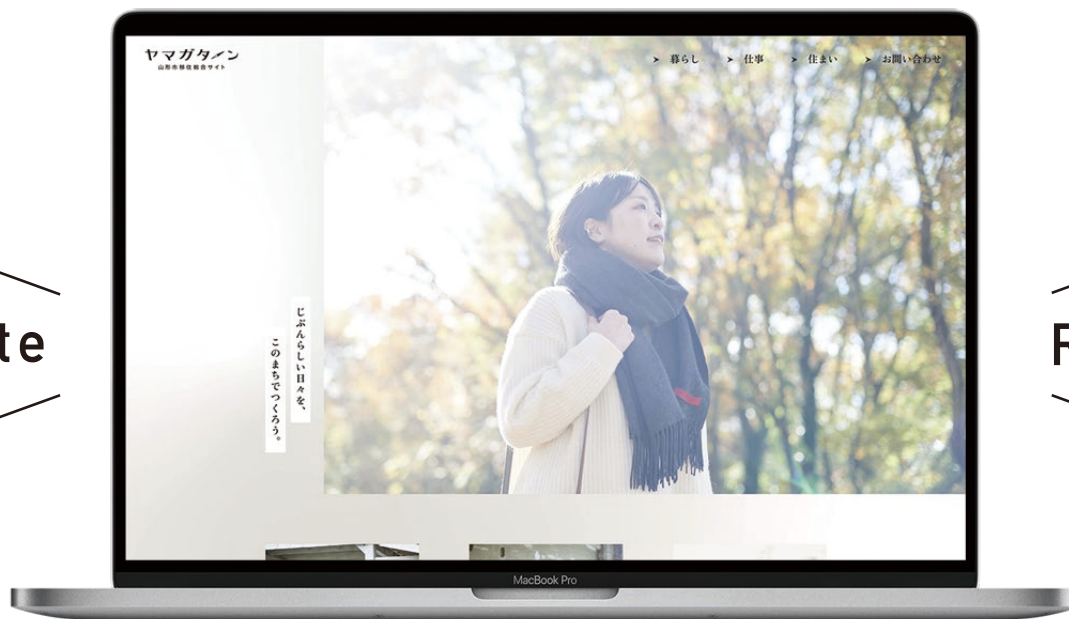 ヤマガターン
山形市移住総合サイト
➤ 暮らし ➤ 仕事 ➤ 住まい ➤ お問い合わせ
じぶんらしい日々を、
このまちでつくろう。
te
MacBook Pro